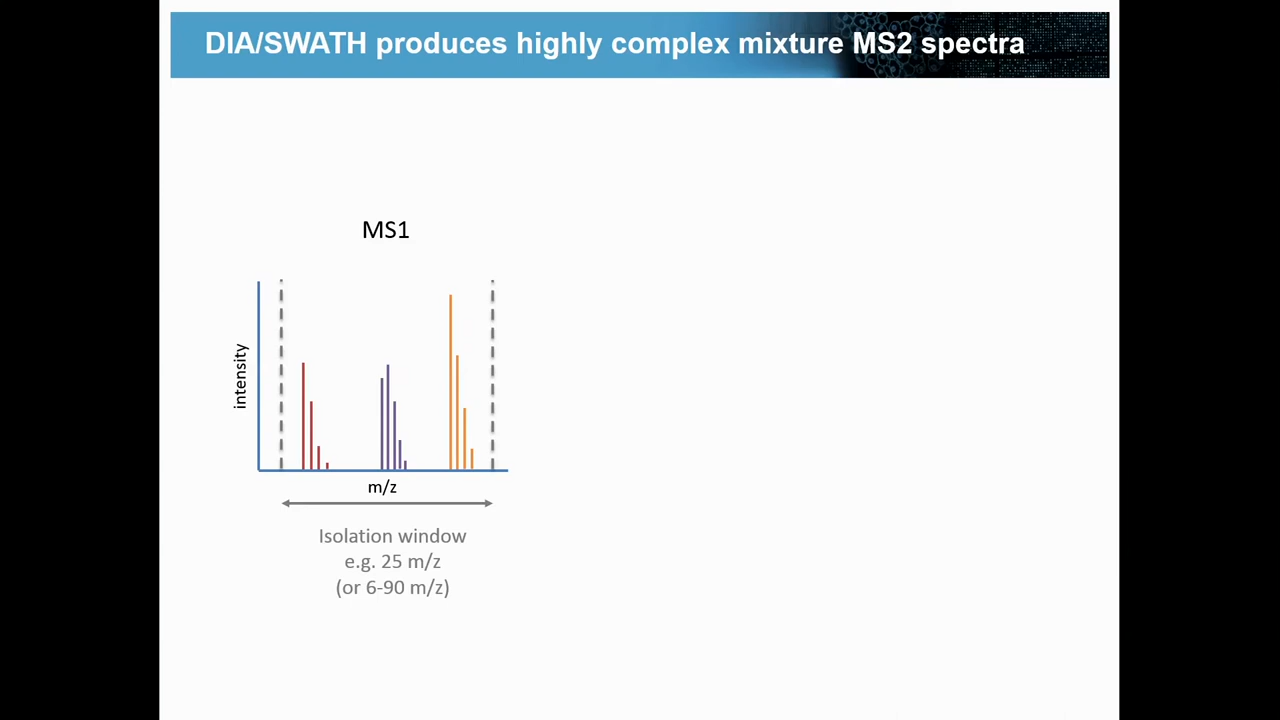 DIA/SWATH produces highly complex mixture MS2 spectra
MS1
intensity
m/z
Isolation window
e.g. 25 m/z
(or 6-90 m/z)